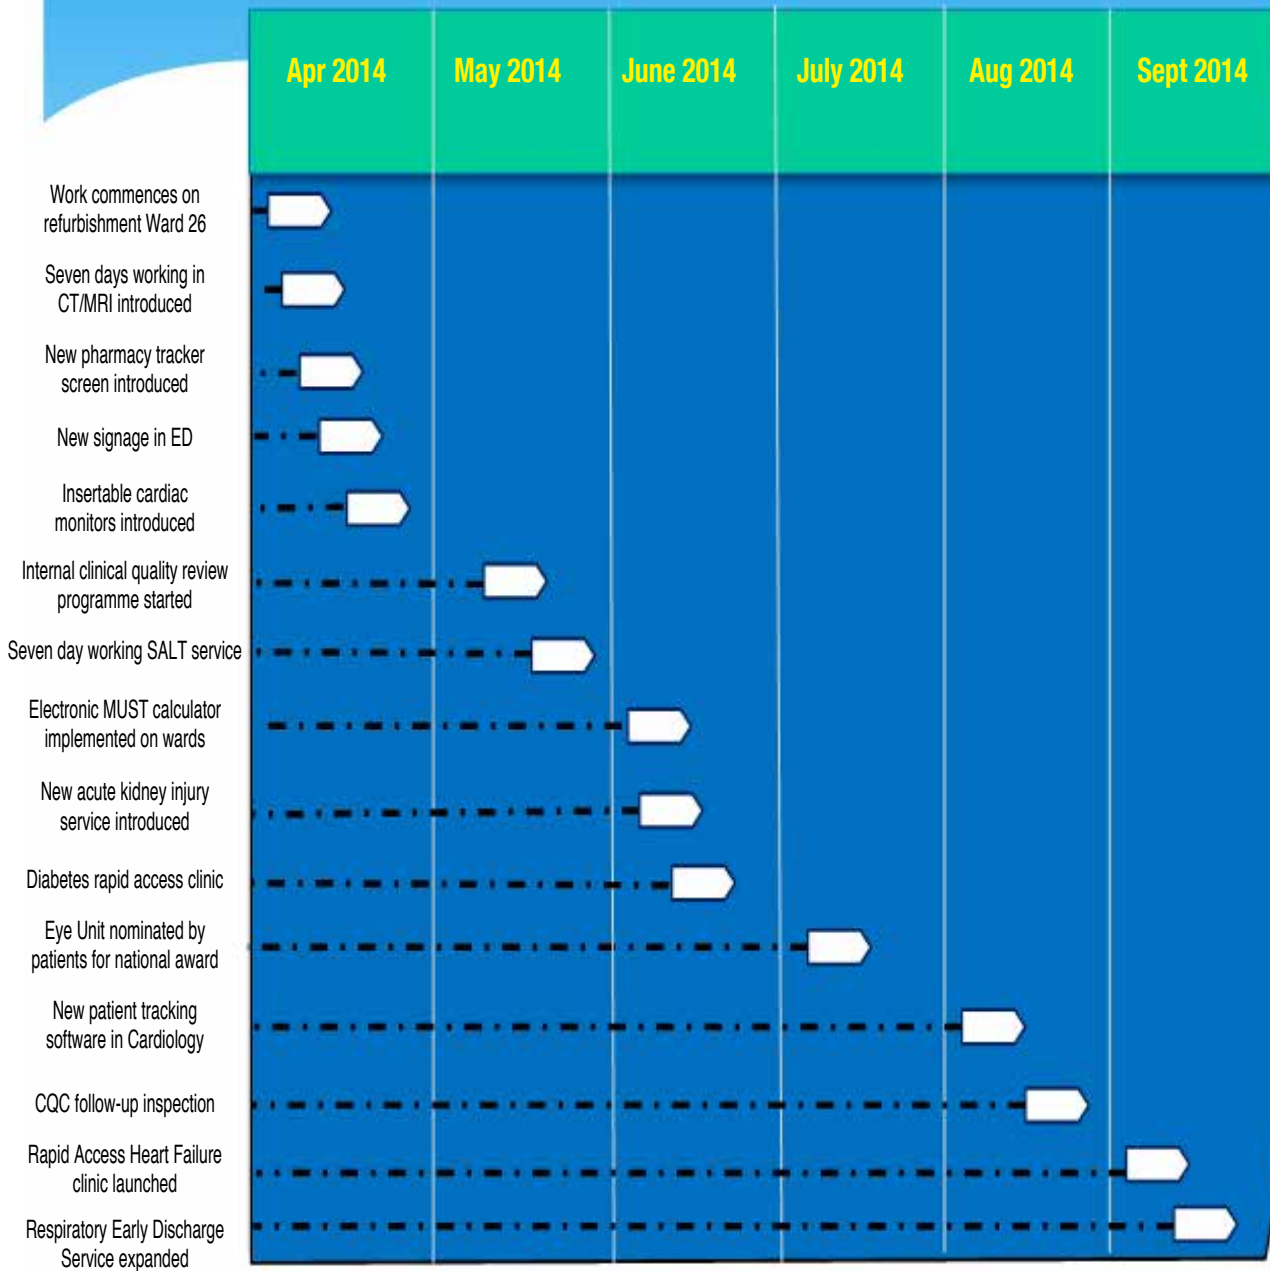 Apr 2014 May 2014 June 2014 July 2014 Aug 2014 Sept 2014
Work commences on
refurbishment Ward 26
Seven days working in
CT/MRI introduced
New pharmacy tracker
screen introduced
New signage in ED
Insertable cardiac
monitors introduced
Internal clinical quality review
programme started
Seven day working SALT service
Electronic MUST calculator
implemented on wards
New acute kidney injury
service introduced
Diabetes rapid access clinic
Eye Unit nominated by
patients for national award
New patient tracking
software in Cardiology
CQC follow-up inspection
Rapid Access Heart Failure
clinic launched
Respiratory Early Discharge
Service expanded